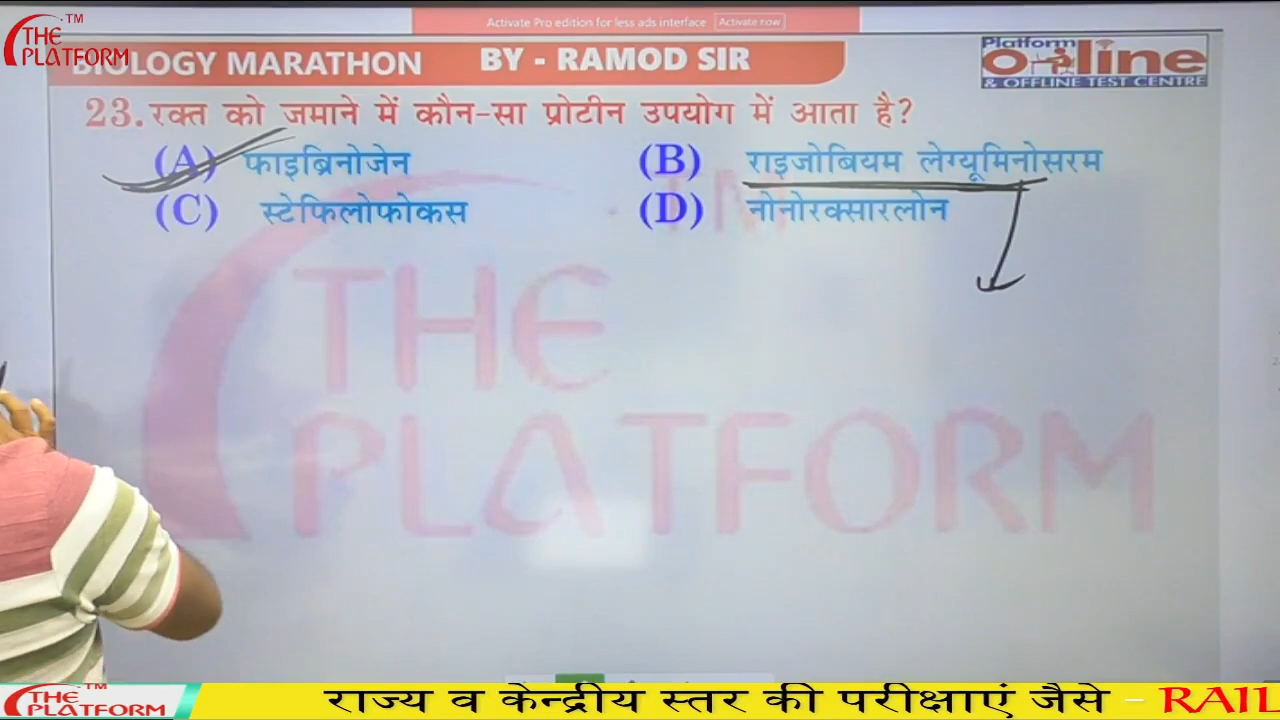 Activate Pro edition for less ads interface Activate now
THE PLATFORM TM
BIOLOGY MARATHON BY - RAMOD SIR
Platform Online
& OFFLINE TEST CENTRE
23. रक्त को जमाने में कौन-सा प्रोटीन उपयोग में आता है?
(A) फाइब्रिनोजेन (B) राइजोबियम लेग्यूमिनोसरम
(C) स्टेफिलोफोकस (D) नोनोरक्सारलोन
THE
PLATFORM
THE PLATFORM TM
राज्य व केन्द्रीय स्तर की परीक्षाएं जैसे - RAIL